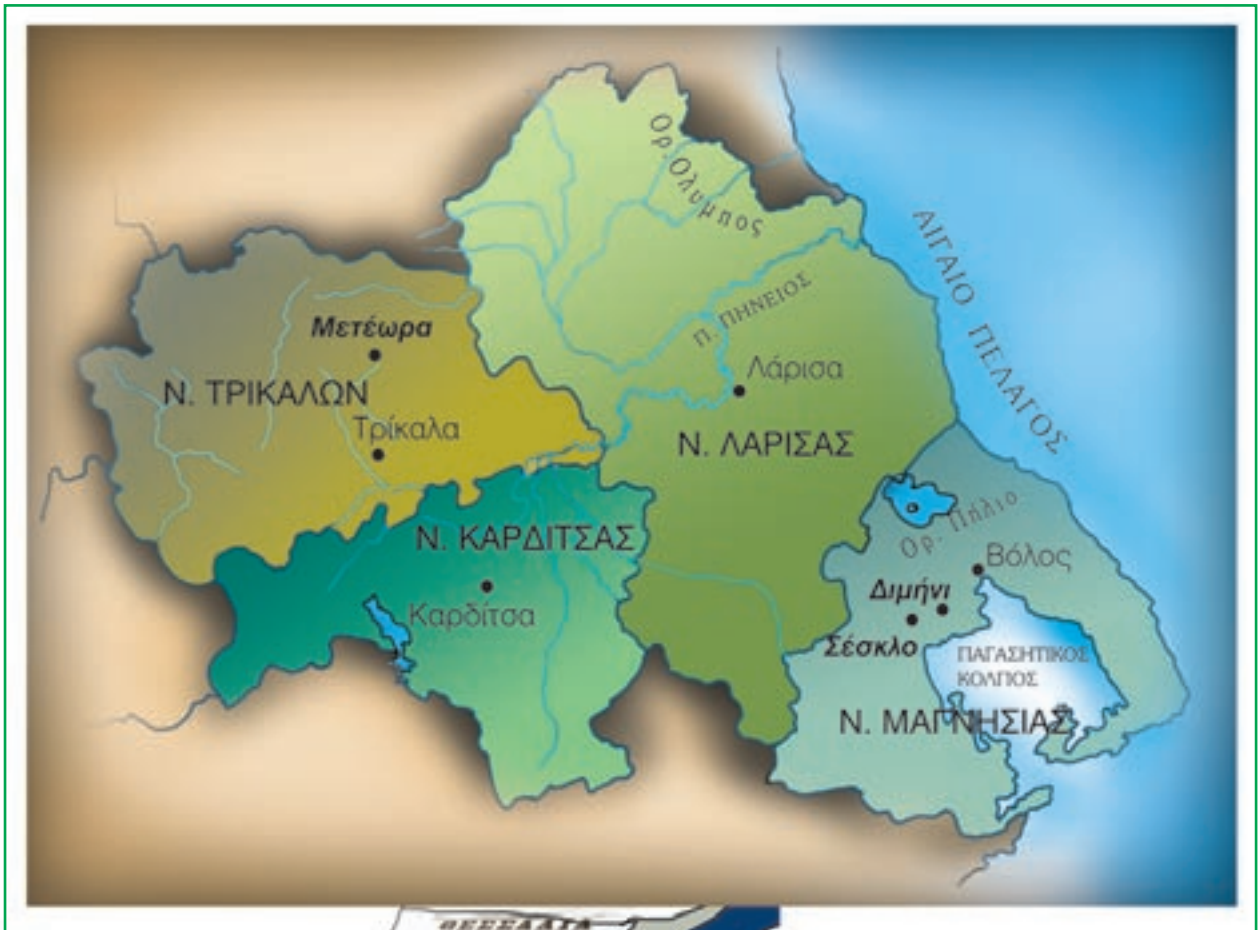 Ορ. Όλυμπος
ΑΙΓΑΙΟ ΠΕΛΑΓΟΣ
Π. ΠΗΝΕΙΟΣ
Μετέωρα
Λάρισα
Ν. ΤΡΙΚΑΛΩΝ
Τρίκαλα
Ν. ΛΑΡΙΣΑΣ
Ορ. Πήλιο
Ν. ΚΑΡΔΙΤΣΑΣ
Βόλος
Καρδίτσα
Διμήνι
Σέσκλο
ΠΑΓΑΣΗΤΙΚΟΣ
ΚΟΛΠΟΣ
Ν. ΜΑΓΝΗΣΙΑΣ
ΘΕΣΣΑΛΙΑ